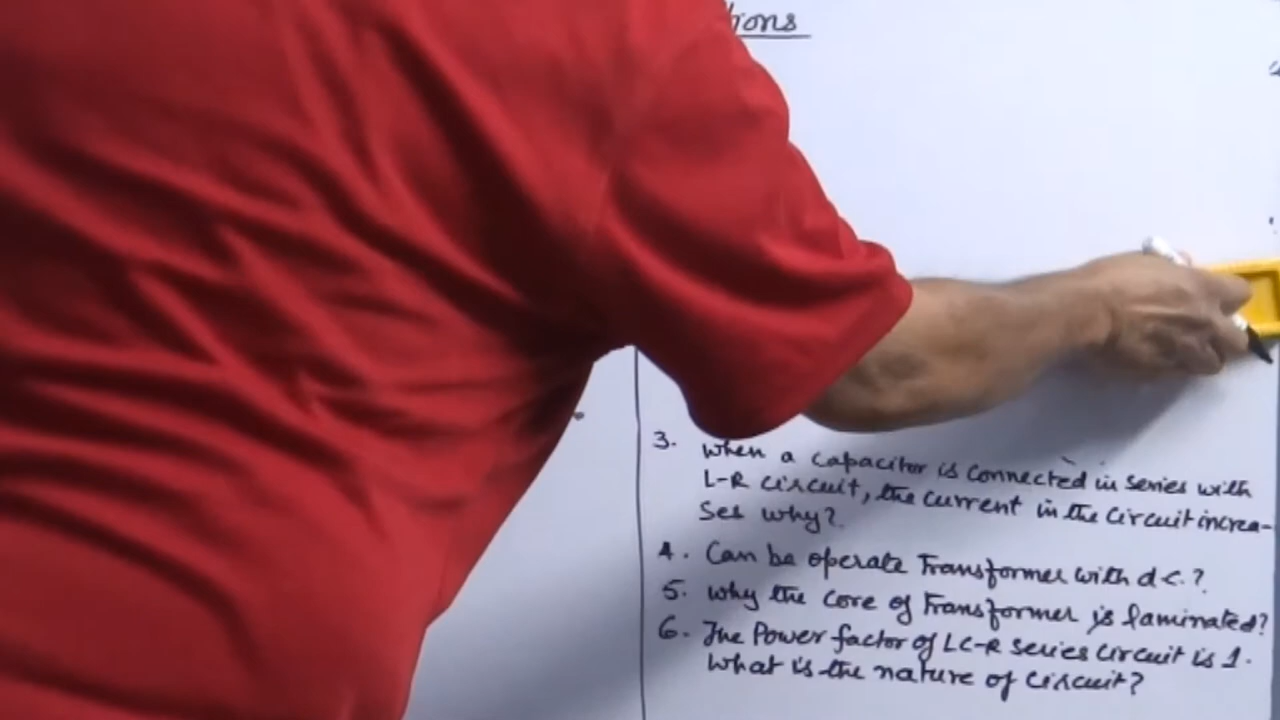 tions
3. When a capacitor is connected in series with
L-R circuit, the current in the circuit increa-
ses why?
4. Can be operate Transformer with d.c.?
5. Why the core of Transformer is laminated?
6. The Power factor of LC-R series circuit is 1.
What is the nature of circuit?